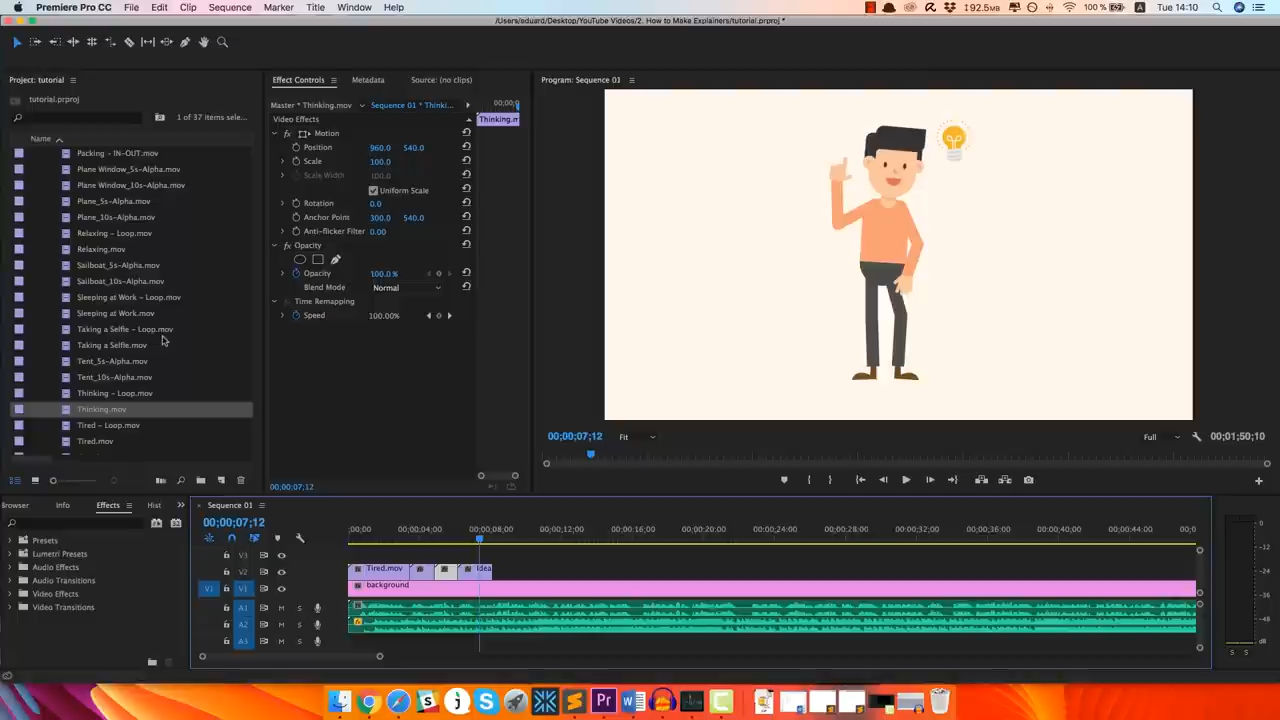 Premiere Pro CC File Edit Clip Sequence Marker Title Window Help 192.5MB 100 % A Tue 14:10
/Users/eduard/Desktop/YouTube Videos/2. How to Make Explainers/tutorial.prproj *
Project: tutorial
tutorial.prproj
1 of 37 items sele...
Name
Packing - IN-OUT.mov
Plane Window_5s-Alpha.mov
Plane Window_10s-Alpha.mov
Plane_5s-Alpha.mov
Plane_10s-Alpha.mov
Relaxing – Loop.mov
Relaxing.mov
Sailboat_5s-Alpha.mov
Sailboat_10s-Alpha.mov
Sleeping at Work – Loop.mov
Sleeping at Work.mov
Taking a Selfie – Loop.mov
Taking a Selfie.mov
Tent_5s-Alpha.mov
Tent_10s-Alpha.mov
Thinking – Loop.mov
Thinking.mov
Tired – Loop.mov
Tired.mov
Effect Controls Metadata Source: (no clips)
Master * Thinking.mov Sequence 01 * Thinki... 00;00;0
Video Effects Thinking.m
fx Motion
Position 960.0 540.0
Scale 100.0
Scale Width 100.0
Uniform Scale
Rotation 0.0
Anchor Point 300.0 540.0
Anti-flicker Filter 0.00
fx Opacity
Opacity 100.0 %
Blend Mode Normal
Time Remapping
Speed 100.00%
00;00;07;12
Program: Sequence 01
00;00;07;12 Fit Full 00;01;50;10
Browser Info Effects Hist
Presets
Lumetri Presets
Audio Effects
Audio Transitions
Video Effects
Video Transitions
Sequence 01
00;00;07;12
;00;00 00;00;04;00 00;00;08;00 00;00;12;00 00;00;16;00 00;00;20;00 00;00;24;00 00;00;28;00 00;00;32;00 00;00;36;00 00;00;40;00 00;00;44;00 00;0
V3
V2 Tired.mov Idea
V1 V1 background
A1 M S
A2 M S
A3 M S
0
-12
-24
-36
-48
dB
S S
Pr